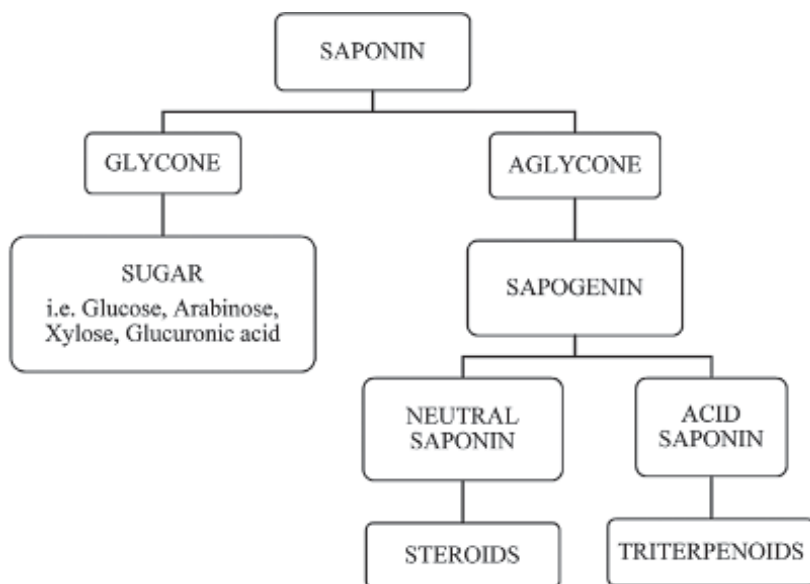 SAPONIN
GLYCONE
AGLYCONE
SUGAR
i.e. Glucose, Arabinose,
Xylose, Glucuronic acid
SAPOGENIN
NEUTRAL
SAPONIN
ACID
SAPONIN
STEROIDS
TRITERPENOIDS